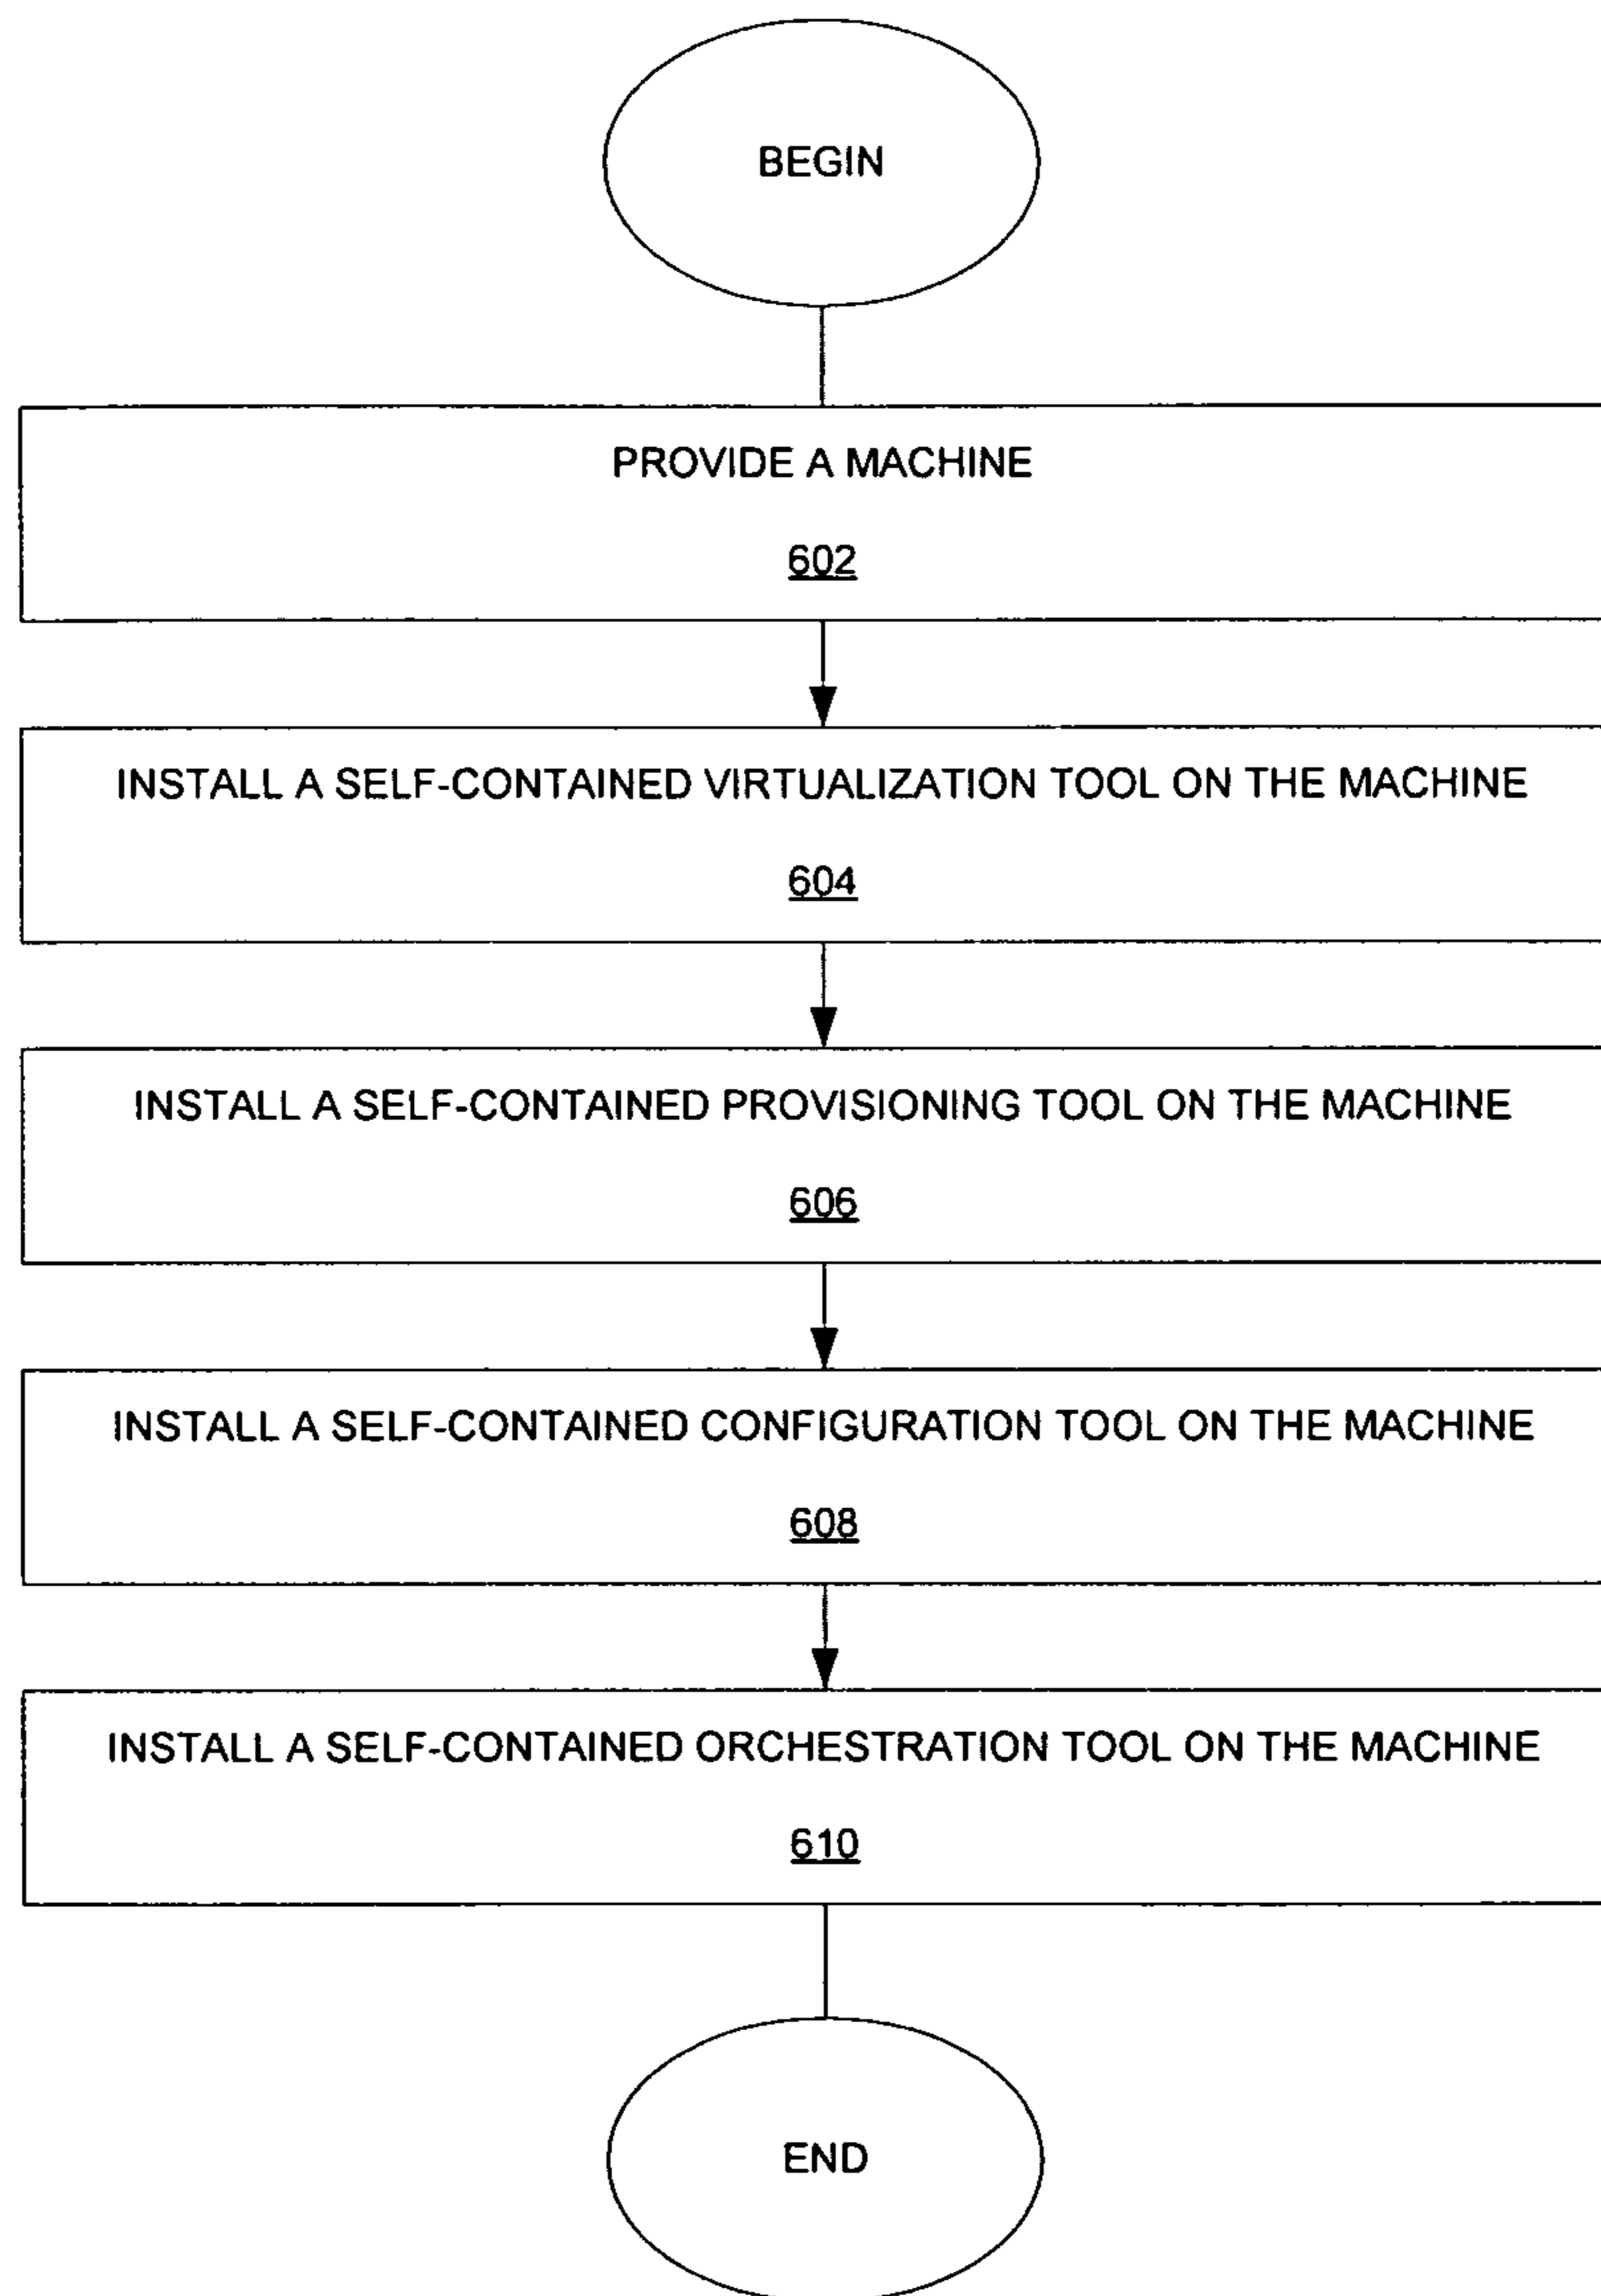 BEGIN
PROVIDE A MACHINE
602
INSTALL A SELF-CONTAINED VIRTUALIZATION TOOL ON THE MACHINE
604
INSTALL A SELF-CONTAINED PROVISIONING TOOL ON THE MACHINE
606
INSTALL A SELF-CONTAINED CONFIGURATION TOOL ON THE MACHINE
608
INSTALL A SELF-CONTAINED ORCHESTRATION TOOL ON THE MACHINE
610
END